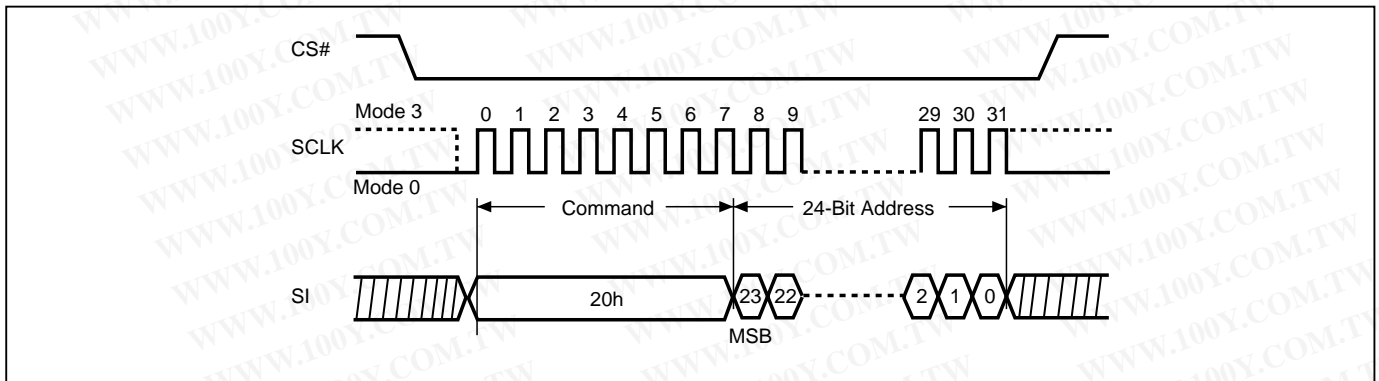 CS#
Mode 3
0 1 2 3 4 5 6 7 8 9 29 30 31
SCLK
Mode 0
Command
24-Bit Address
SI
20h
23 22 2 1 0
MSB
WWW.100Y.COM.TW